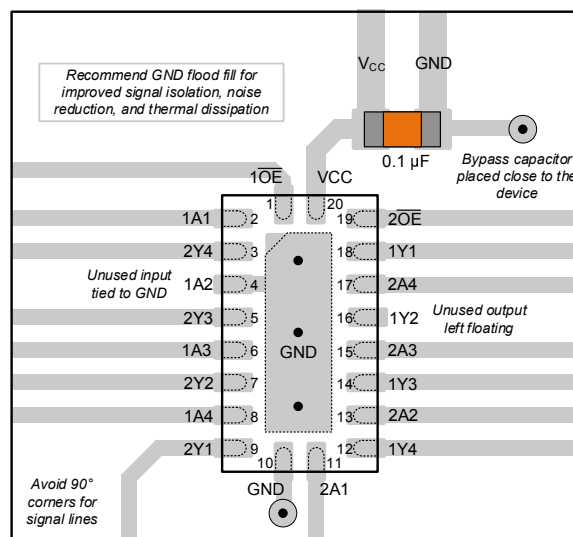 Recommend GND flood fill for
improved signal isolation, noise
reduction, and thermal dissipation
VCC
GND
0.1 µF
Bypass capacitor
placed close to the
device
1O̅E̅
VCC
1
20
1A1
2
19
2O̅E̅
2Y4
3
18
1Y1
Unused input
tied to GND
1A2
4
17
2A4
2Y3
5
16
1Y2
Unused output
left floating
1A3
6
GND
15
2A3
2Y2
7
14
1Y3
1A4
8
13
2A2
2Y1
9
12
1Y4
10
11
GND
2A1
Avoid 90°
corners for
signal lines